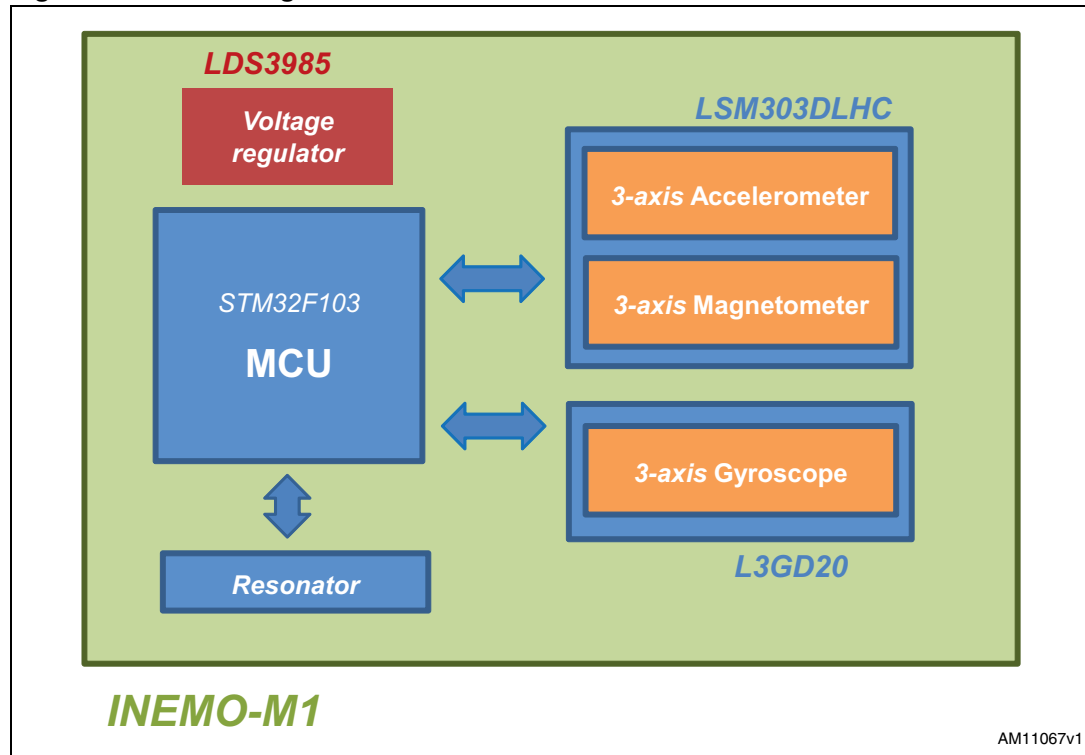 LDS3985
Voltage
regulator
LSM303DLHC
3-axis Accelerometer
3-axis Magnetometer
STM32F103
MCU
3-axis Gyroscope
L3GD20
Resonator
INEMO-M1
AM11067v1